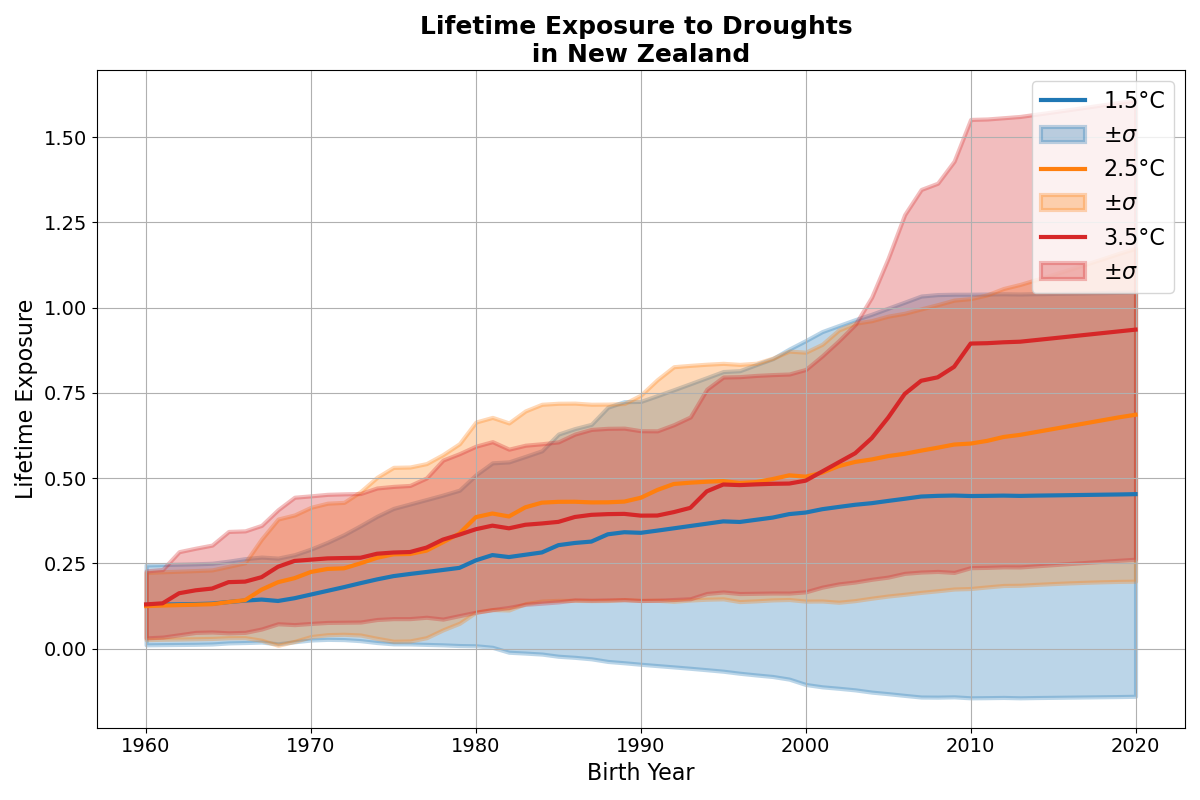 Lifetime Exposure to Droughts
in New Zealand
1.5°C
±σ
2.5°C
±σ
3.5°C
±σ
Lifetime Exposure
1.50
1.25
1.00
0.75
0.50
0.25
0.00
1960 1970 1980 1990 2000 2010 2020
Birth Year